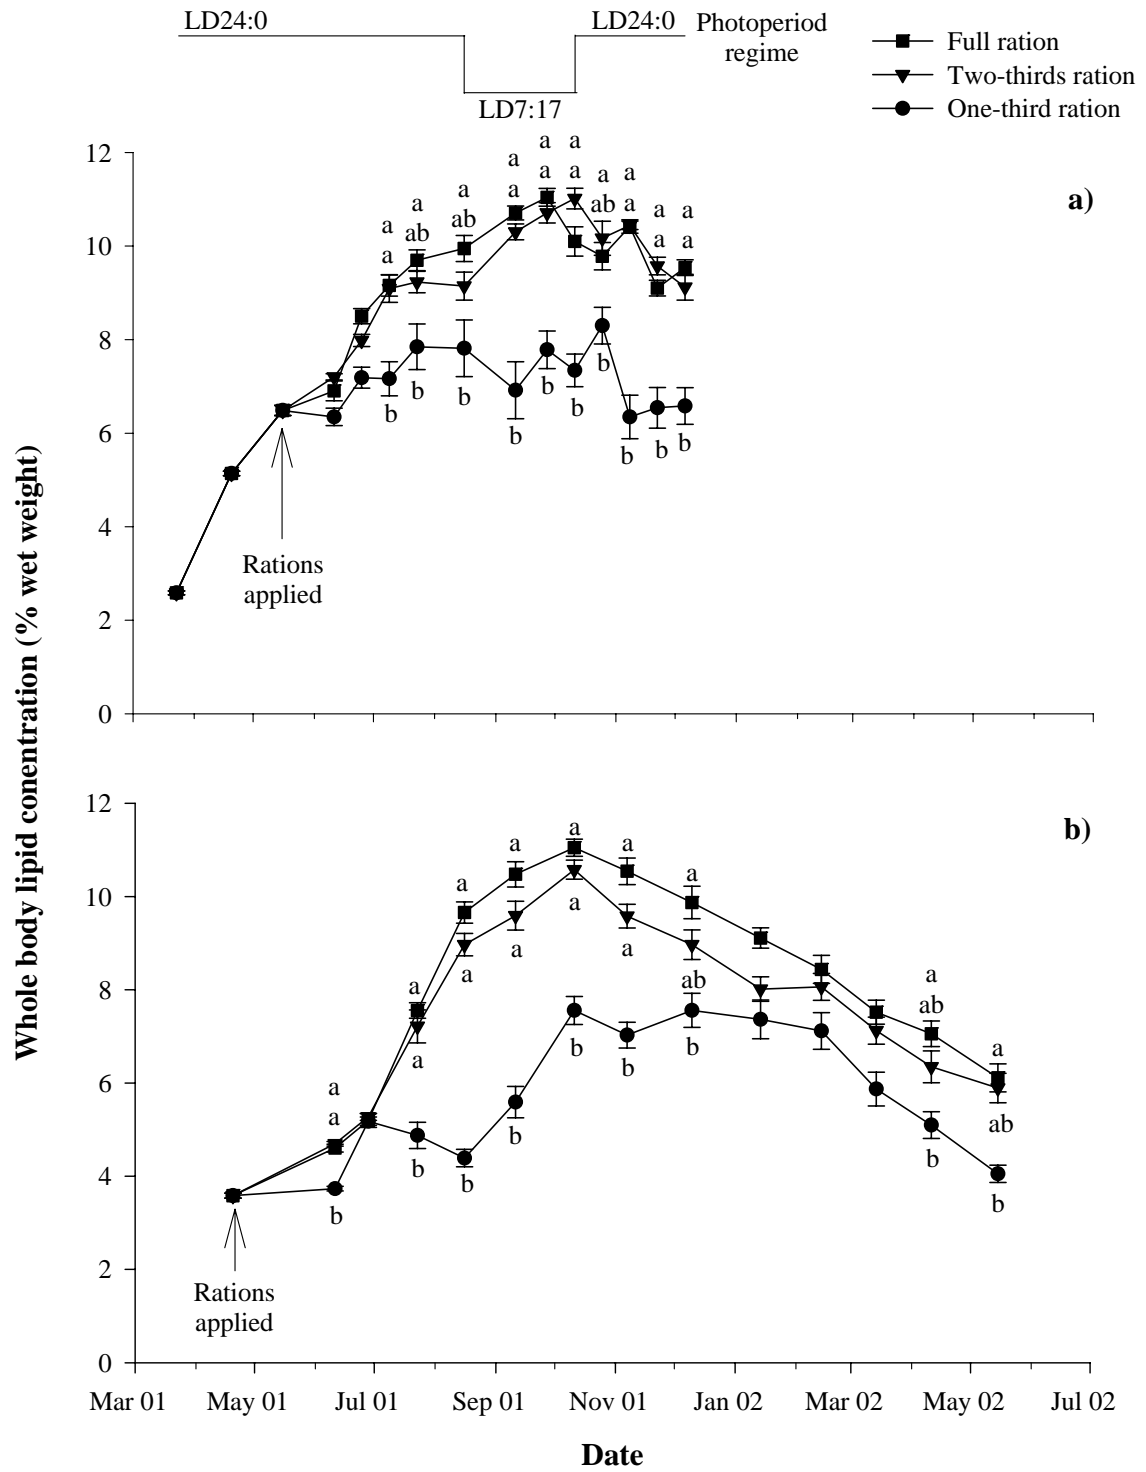 LD24:0
LD24:0
Photoperiod
regime
LD7:17
Full ration
Two-thirds ration
One-third ration
Whole body lipid conentration (% wet weight)
a)
12
10
8
6
4
2
0
a a a a a a a a a a a
a ab ab a a a ab a a a
b b b b b b b b b b
Rations
applied
b)
12
10
8
6
4
2
0
a a a a a a a a a
a a a a a a ab ab ab
b b b b b b b b b
Rations
applied
Mar 01 May 01 Jul 01 Sep 01 Nov 01 Jan 02 Mar 02 May 02 Jul 02
Date